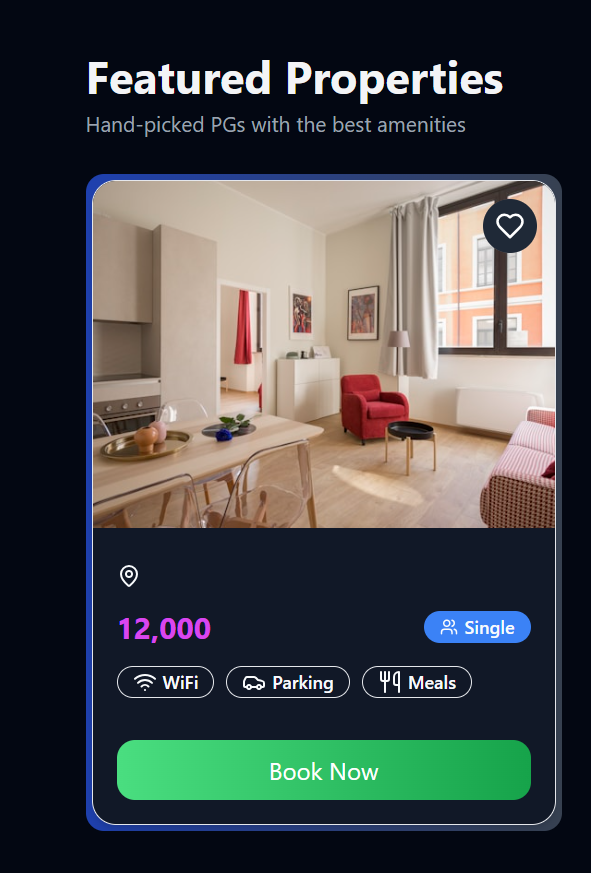 Featured Properties
Hand-picked PGs with the best amenities
12,000
Single
WiFi
Parking
Meals
Book Now